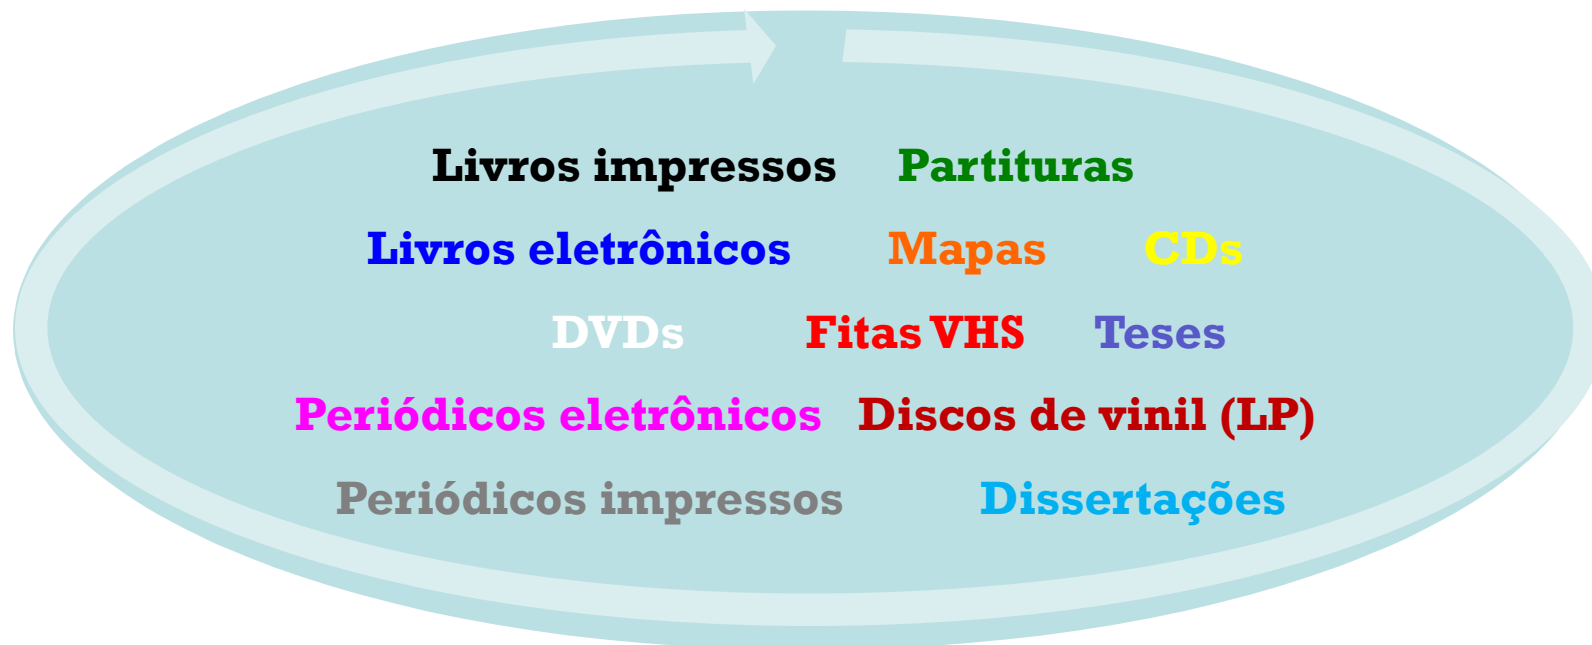 Livros impressos Partituras
Livros eletrônicos Mapas CDs
DVDs Fitas VHS Teses
Periódicos eletrônicos Discos de vinil (LP)
Periódicos impressos Dissertações